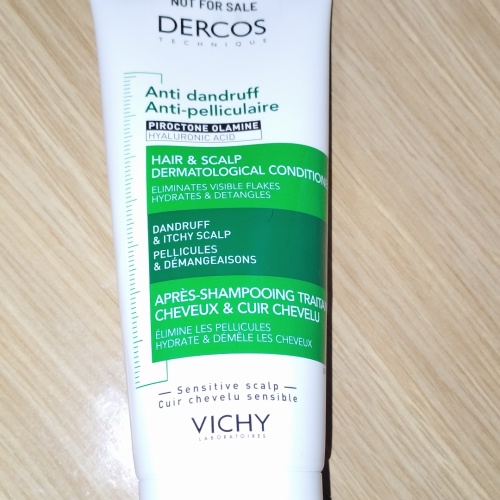 NOT FOR SALE
DERCOS
TECHNIQUE
Anti dandruff
Anti-pelliculaire
PIROCTONE OLAMINE
HYALURONIC ACID
HAIR & SCALP
DERMATOLOGICAL CONDITION
ELIMINATES VISIBLE FLAKES
HYDRATES & DETANGLES
DANDRUFF
& ITCHY SCALP
PELLICULES
& DÉMANGEAISONS
APRÈS-SHAMPOOING TRAITA
CHEVEUX & CUIR CHEVELU
ÉLIMINE LES PELLICULES
HYDRATE & DÉMÊLE LES CHEVEUX
— Sensitive scalp —
Cuir chevelu sensible
VICHY
LABORATOIRES